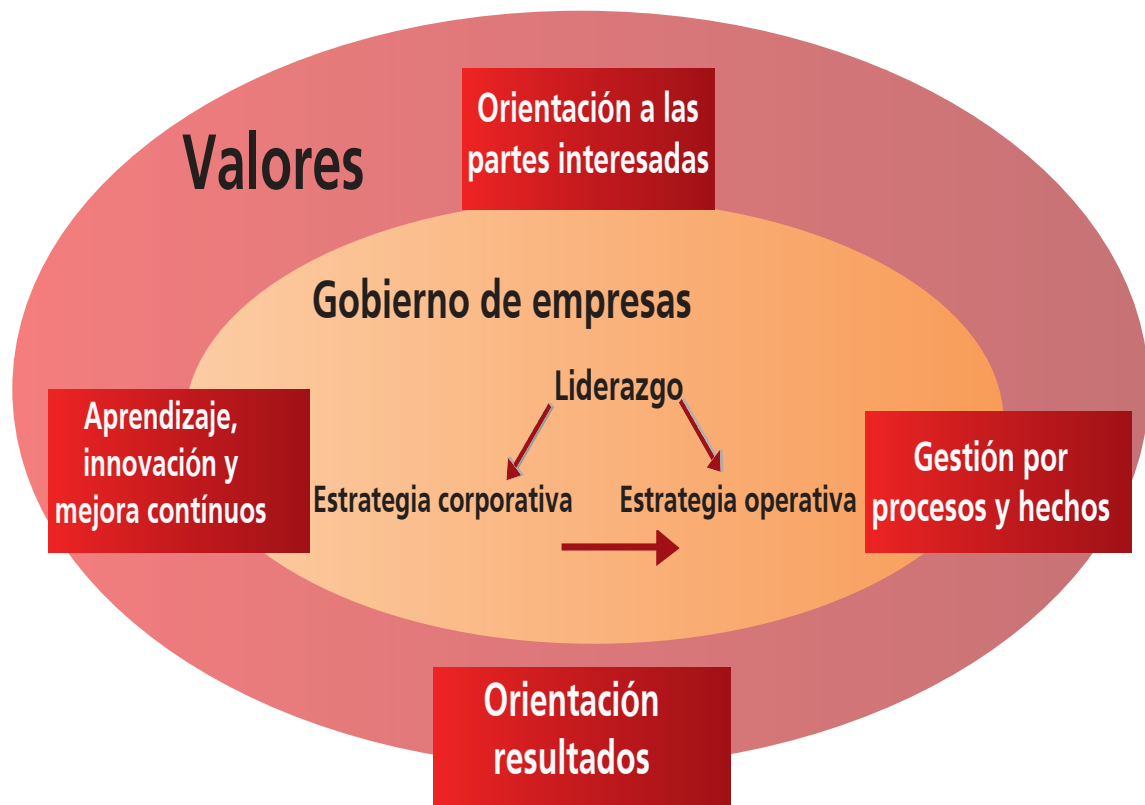 Orientación a las
partes interesadas
Valores
Gobierno de empresas
Liderazgo
Aprendizaje,
innovación y
mejora contínuos
Estrategia corporativa
Estrategia operativa
Gestión por
procesos y hechos
Orientación
resultados